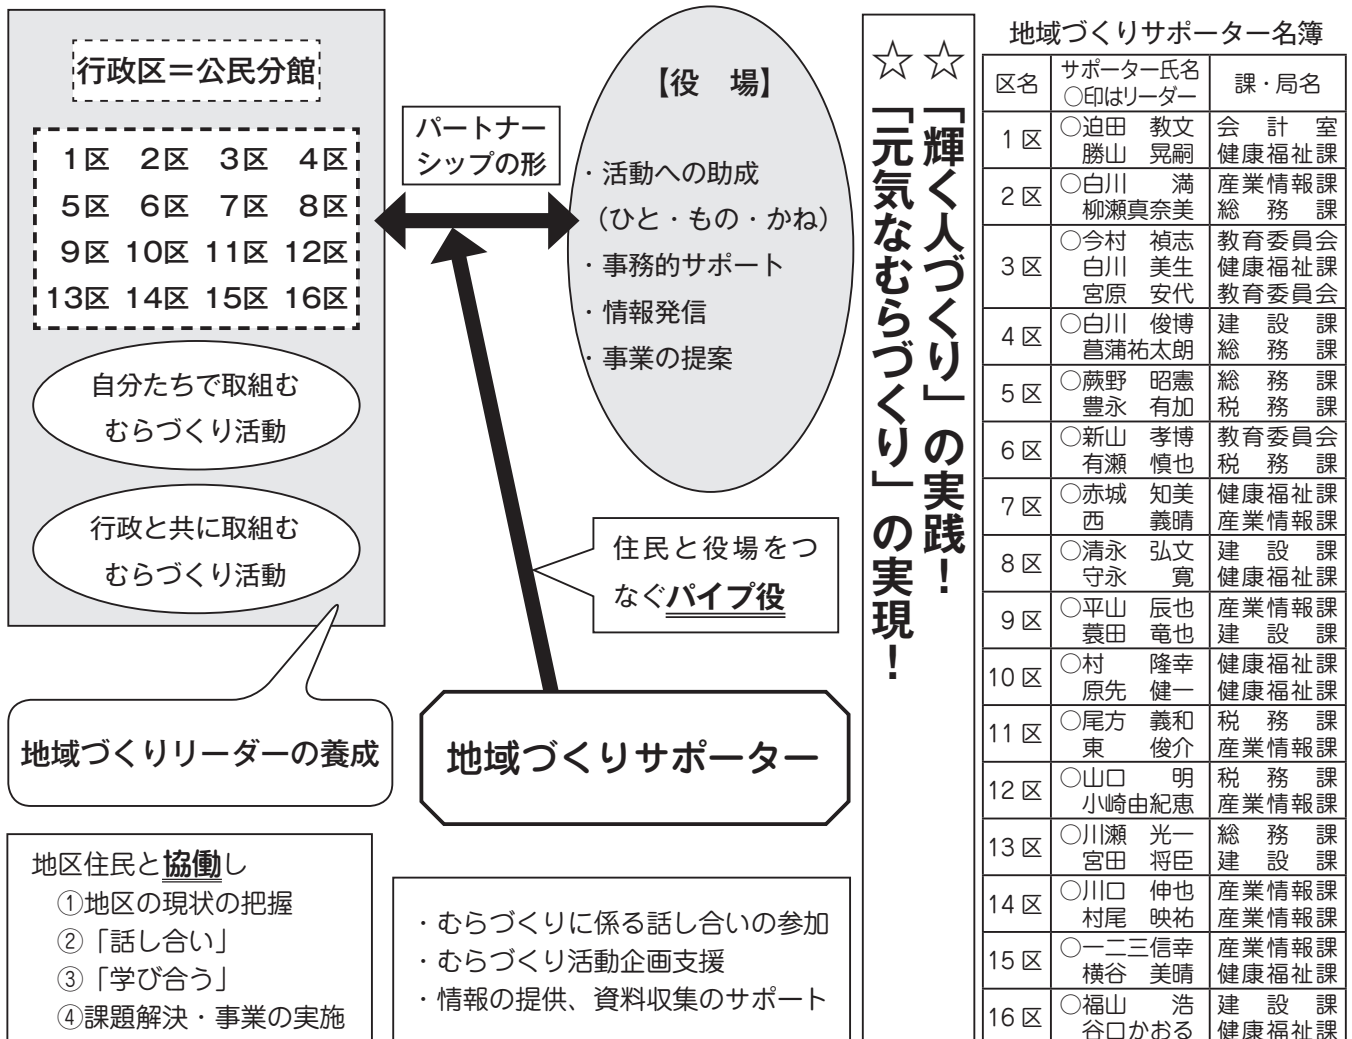 行政区＝公民分館
1区 2区 3区 4区
5区 6区 7区 8区
9区 10区 11区 12区
13区 14区 15区 16区
自分たちで取組む
むらづくり活動
行政と共に取組む
むらづくり活動
地域づくりリーダーの養成
地区住民と協働し
①地区の現状の把握
②「話し合い」
③「学び合う」
④課題解決・事業の実施
パートナー
シップの形
【役 場】
・活動への助成
（ひと・もの・かね）
・事務的サポート
・情報発信
・事業の提案
住民と役場をつ
なぐパイプ役
地域づくりサポーター
・むらづくりに係る話し合いの参加
・むらづくり活動企画支援
・情報の提供、資料収集のサポート
☆「輝く人づくり」の実践！
☆「元気なむらづくり」の実現！
地域づくりサポーター名簿
区名 サポーター氏名 課・局名
○印はリーダー
1区 ○迫田 教文 会計室
勝山 晃嗣 健康福祉課
2区 ○白川 満 産業情報課
柳瀬真奈美 総務課
3区 ○今村 禎志 教育委員会
白川 美生 健康福祉課
宮原 安代 教育委員会
4区 ○白川 俊博 建設課
菖蒲祐太朗 総務課
5区 ○蕨野 昭憲 総務課
豊永 有加 税務課
6区 ○新山 孝博 教育委員会
有瀬 慎也 税務課
7区 ○赤城 知美 健康福祉課
西 義晴 産業情報課
8区 ○清永 弘文 建設課
守永 寛 健康福祉課
9区 ○平山 辰也 産業情報課
蓑田 竜也 建設課
10区 ○村 隆幸 健康福祉課
原先 健一 健康福祉課
11区 ○尾方 義和 税務課
東 俊介 産業情報課
12区 ○山口 明 税務課
小崎由紀恵 産業情報課
13区 ○川瀬 光一 総務課
宮田 将臣 建設課
14区 ○川口 伸也 産業情報課
村尾 映祐 産業情報課
15区 ○一二三信幸 産業情報課
横谷 美晴 健康福祉課
16区 ○福山 浩 建設課
谷口かおる 健康福祉課